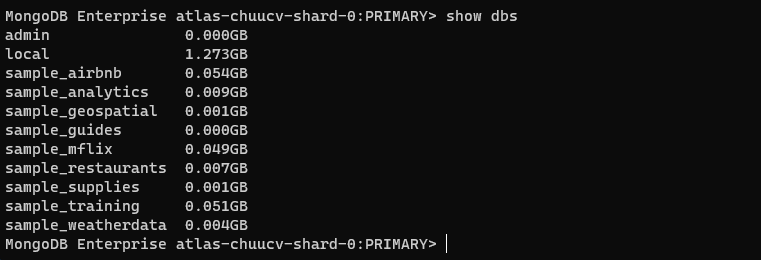 MongoDB Enterprise atlas-chuucv-shard-0:PRIMARY> show dbs
admin               0.000GB
local               1.273GB
sample_airbnb       0.054GB
sample_analytics    0.009GB
sample_geospatial   0.001GB
sample_guides       0.000GB
sample_mflix        0.049GB
sample_restaurants  0.007GB
sample_supplies     0.001GB
sample_training     0.051GB
sample_weatherdata  0.004GB
MongoDB Enterprise atlas-chuucv-shard-0:PRIMARY>